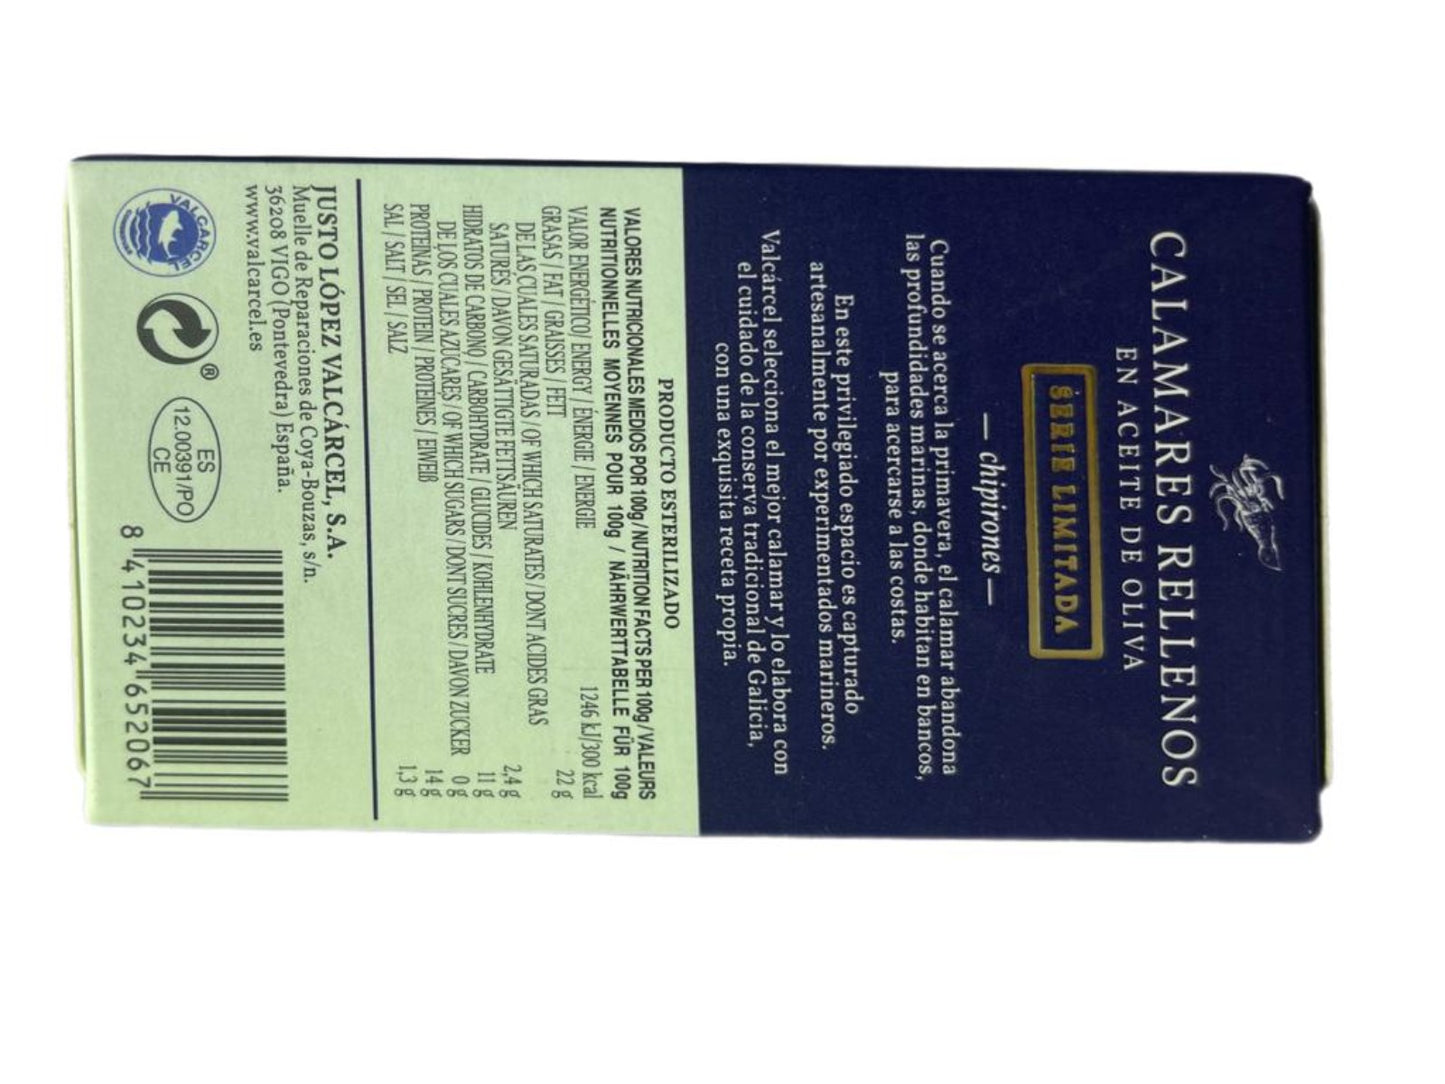 CALAMARES RELLENOS
EN ACEITE DE OLIVA
SERIE LIMITADA
— chipirones —
Cuando se acerca la primavera, el calamar abandona
las profundidades marinas, donde habitan en bancos,
para acercarse a las costas.
En este privilegiado espacio es capturado
artesanalmente por experimentados marineros.
Valcárcel selecciona el mejor calamar y lo elabora con
el cuidado de la conserva tradicional de Galicia,
con una exquisita receta propia.
PRODUCTO ESTERILIZADO
VALORES NUTRICIONALES MEDIOS POR 100g / NUTRITION FACTS PER 100g / VALEURS
NUTRITIONNELLES MOYENNES POUR 100g / NÄHRWERTTABELLE FÜR 100g
VALOR ENERGÉTICO / ENERGY / ÉNERGIE / ENERGIE 1246 kJ/300 kcal
GRASAS / FAT / GRAISSES / FETT 22 g
DE LAS CUALES SATURADAS / OF WHICH SATURATES / DONT ACIDES GRAS
SATURÉS / DAVON GESÄTTIGTE FETTSÄUREN 2,4 g
HIDRATOS DE CARBONO / CARBOHYDRATE / GLUCIDES / KOHLENHYDRATE 11 g
DE LOS CUALES AZÚCARES / OF WHICH SUGARS / DONT SUCRES / DAVON ZUCKER 0 g
PROTEINAS / PROTEIN / PROTEINES / EIWEIß 14 g
SAL / SALT / SEL / SALZ 1,3 g
JUSTO LÓPEZ VALCÁRCEL, S.A.
Muelle de Reparaciones de Coya-Bouzas, s/n.
36208 VIGO (Pontevedra) España.
www.valcarcel.es
VALCARCEL
®
ES
12.00391/PO
CE
8 410234 652067